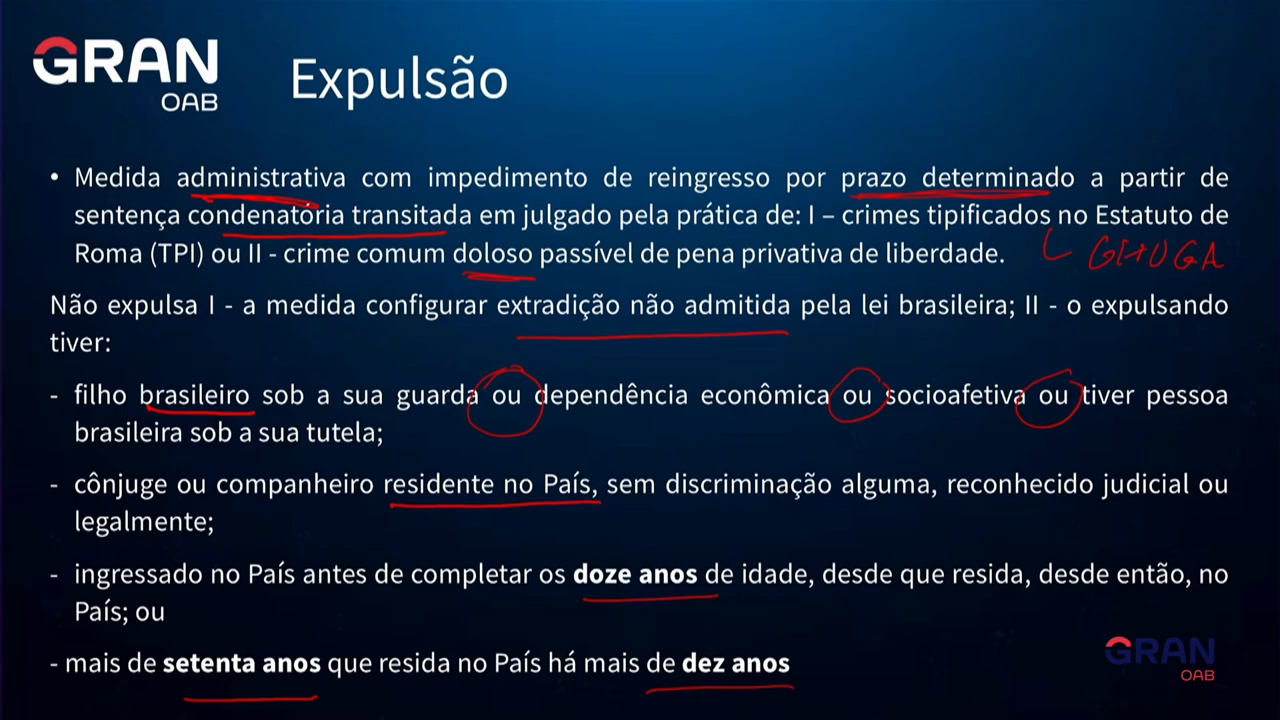 GRAN
OAB
Expulsão
• Medida administrativa com impedimento de reingresso por prazo determinado a partir de
sentença condenatória transitada em julgado pela prática de: I – crimes tipificados no Estatuto de
Roma (TPI) ou II - crime comum doloso passível de pena privativa de liberdade.
Não expulsa I - a medida configurar extradição não admitida pela lei brasileira; II - o expulsando
tiver:
- filho brasileiro sob a sua guarda ou dependência econômica ou socioafetiva ou tiver pessoa
brasileira sob a sua tutela;
- cônjuge ou companheiro residente no País, sem discriminação alguma, reconhecido judicial ou
legalmente;
- ingressado no País antes de completar os doze anos de idade, desde que resida, desde então, no
País; ou
- mais de setenta anos que resida no País há mais de dez anos
GRAN
OAB